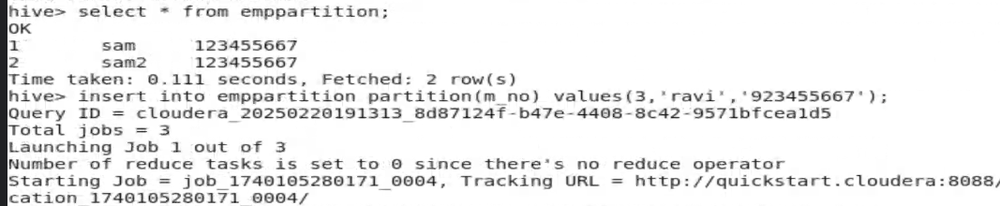 hive> select * from emppartition;
OK
1 sam 123455667
2 sam2 123455667
Time taken: 0.111 seconds, Fetched: 2 row(s)
hive> insert into emppartition partition(m_no) values(3,'ravi','923455667');
Query ID = cloudera_20250220191313_8d87124f-b47e-4408-8c42-9571bfcea1d5
Total jobs = 3
Launching Job 1 out of 3
Number of reduce tasks is set to 0 since there's no reduce operator
Starting Job = job_1740105280171_0004, Tracking URL = http://quickstart.cloudera:8088/
cation_1740105280171_0004/